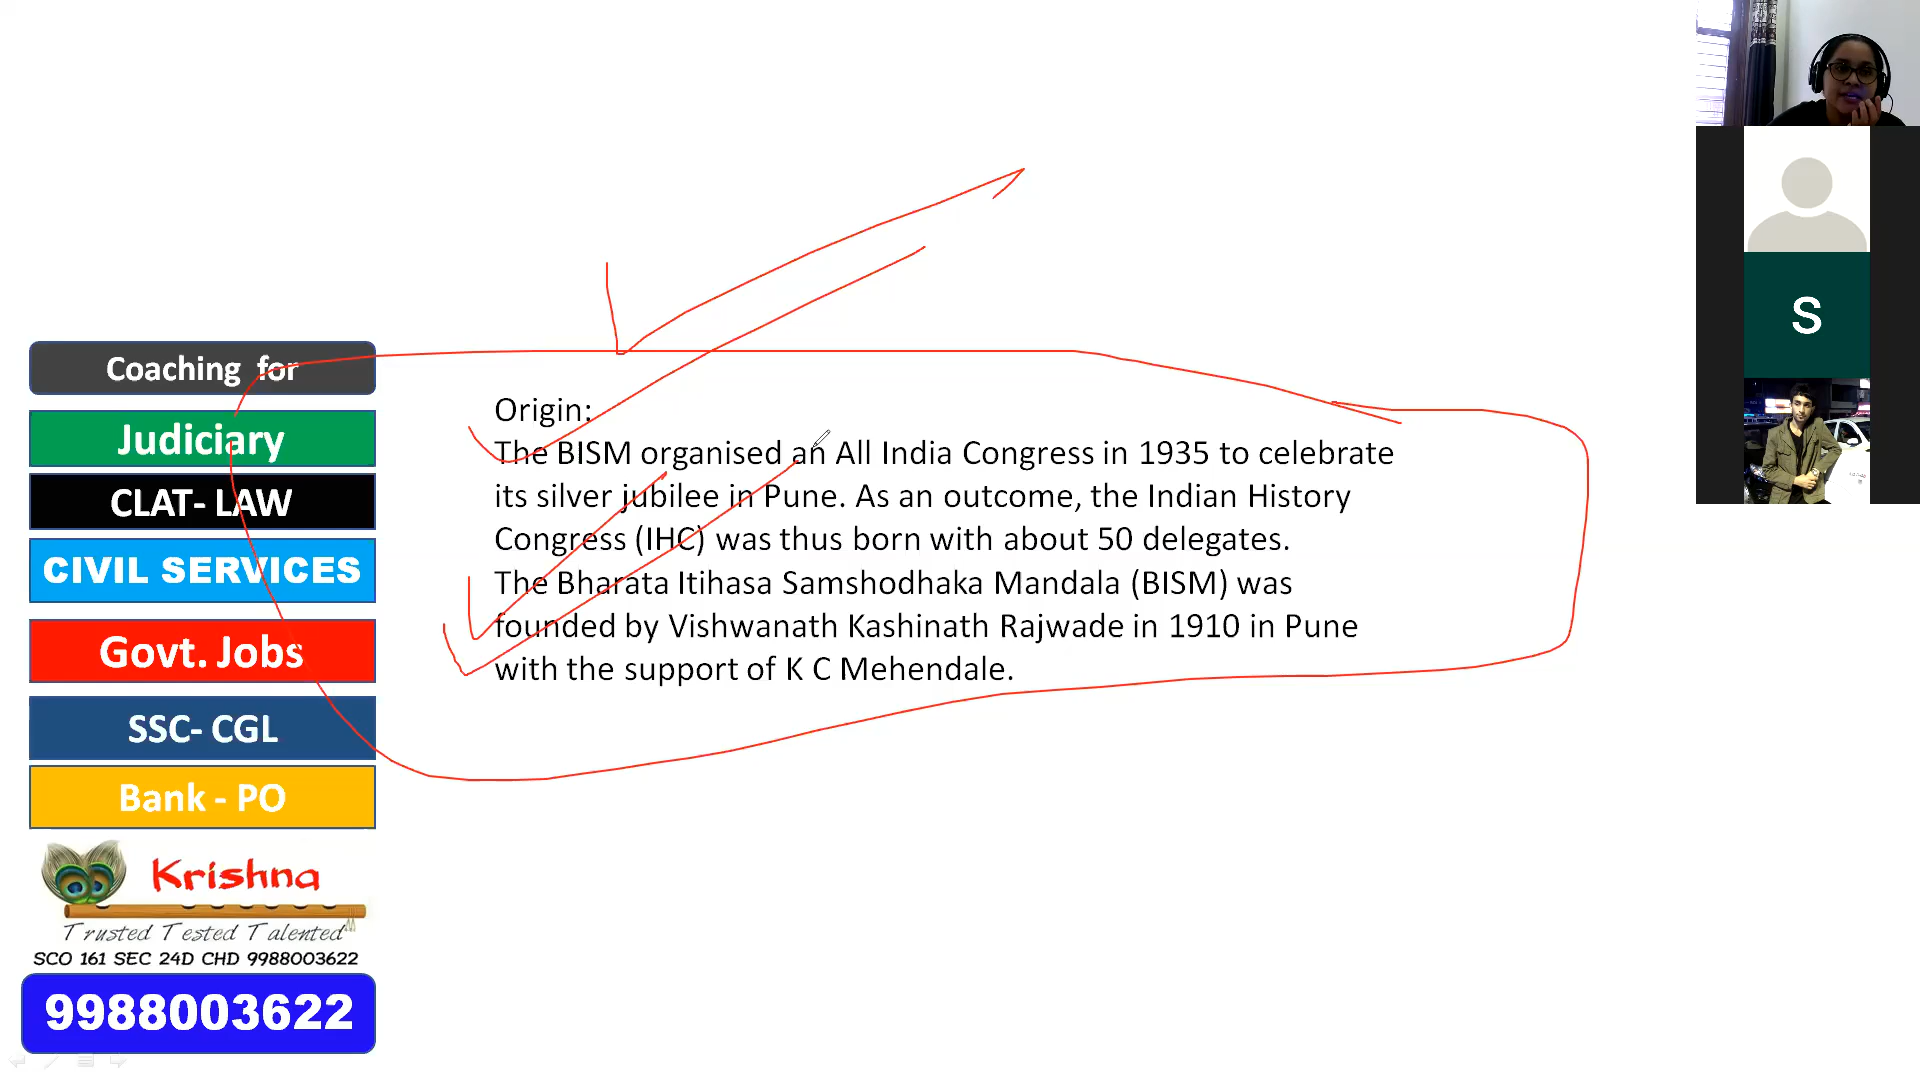 Coaching for
Judiciary
CLAT- LAW
CIVIL SERVICES
Govt. Jobs
SSC- CGL
Bank - PO
Krishna
Trusted Tested Talented
SCO 161 SEC 24D CHD 9988003622
9988003622
Origin:
The BISM organised an All India Congress in 1935 to celebrate
its silver jubilee in Pune. As an outcome, the Indian History
Congress (IHC) was thus born with about 50 delegates.
The Bharata Itihasa Samshodhaka Mandala (BISM) was
founded by Vishwanath Kashinath Rajwade in 1910 in Pune
with the support of K C Mehendale.
S